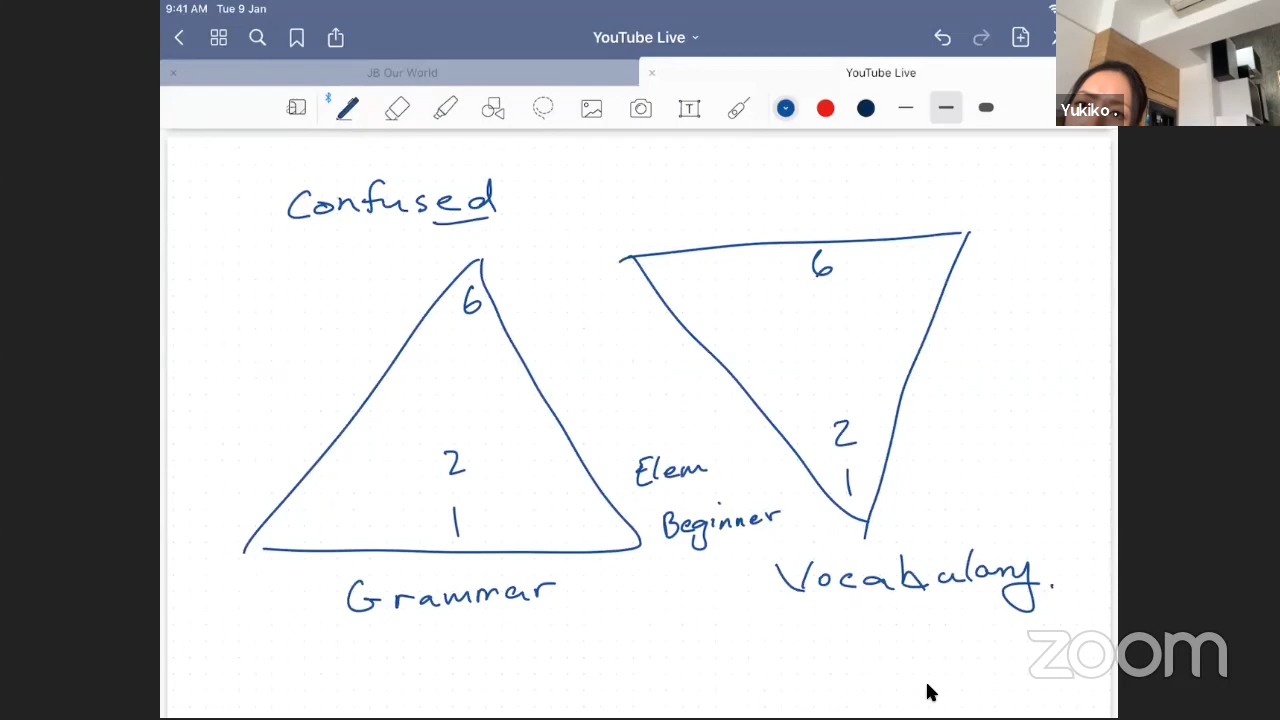 9:41 AM Tue 9 Jan
YouTube Live
JB Our World
YouTube Live
Yukiko .
Confused
6
6
2
1
2
1
Elem
Beginner
Grammar
Vocabulary.
zoom